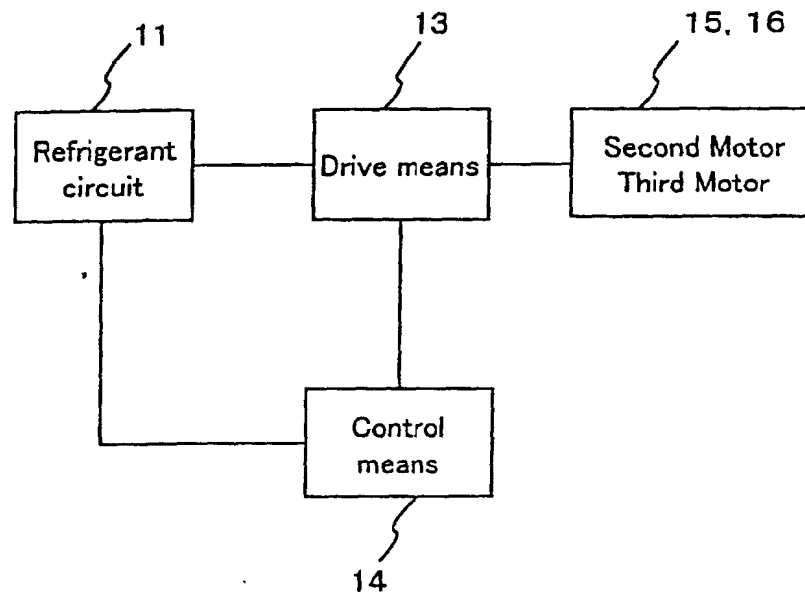 11
13
15, 16
Refrigerant
circuit
Drive means
Second Motor
Third Motor
Control
means
14